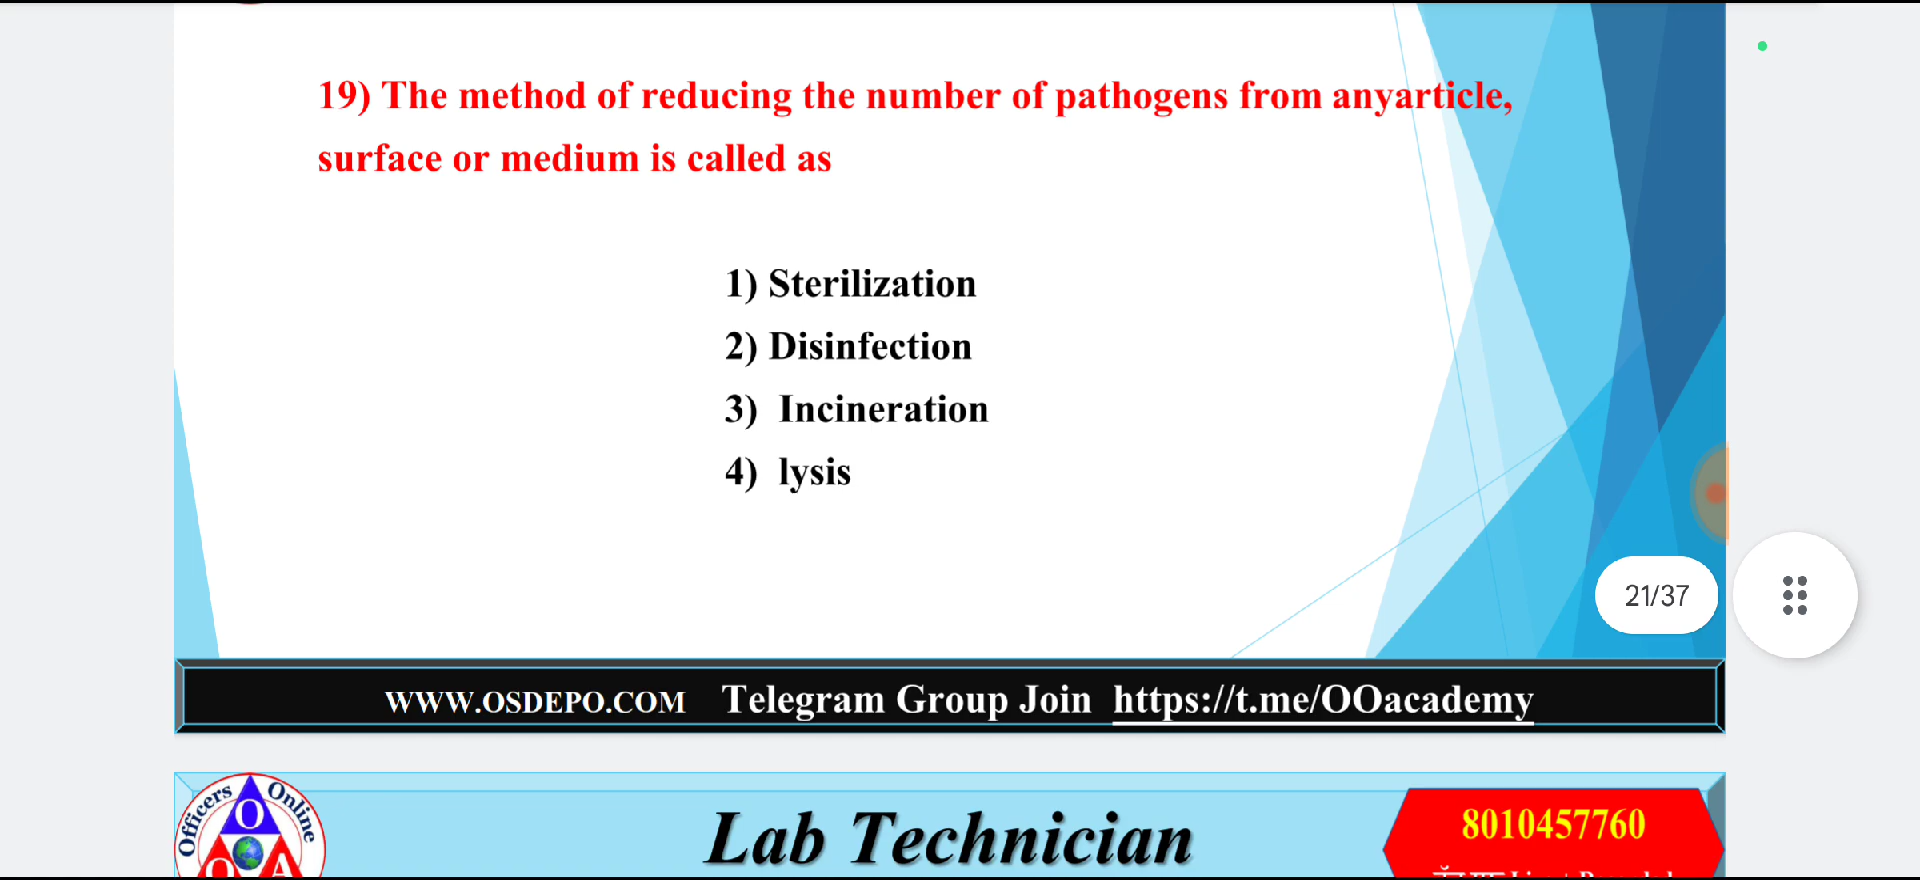 19) The method of reducing the number of pathogens from anyarticle,
surface or medium is called as
1) Sterilization
2) Disinfection
3) Incineration
4) lysis
21/37
WWW.OSDEPO.COM Telegram Group Join https://t.me/OOacademy
Officers Online
O
O A
Lab Technician
8010457760